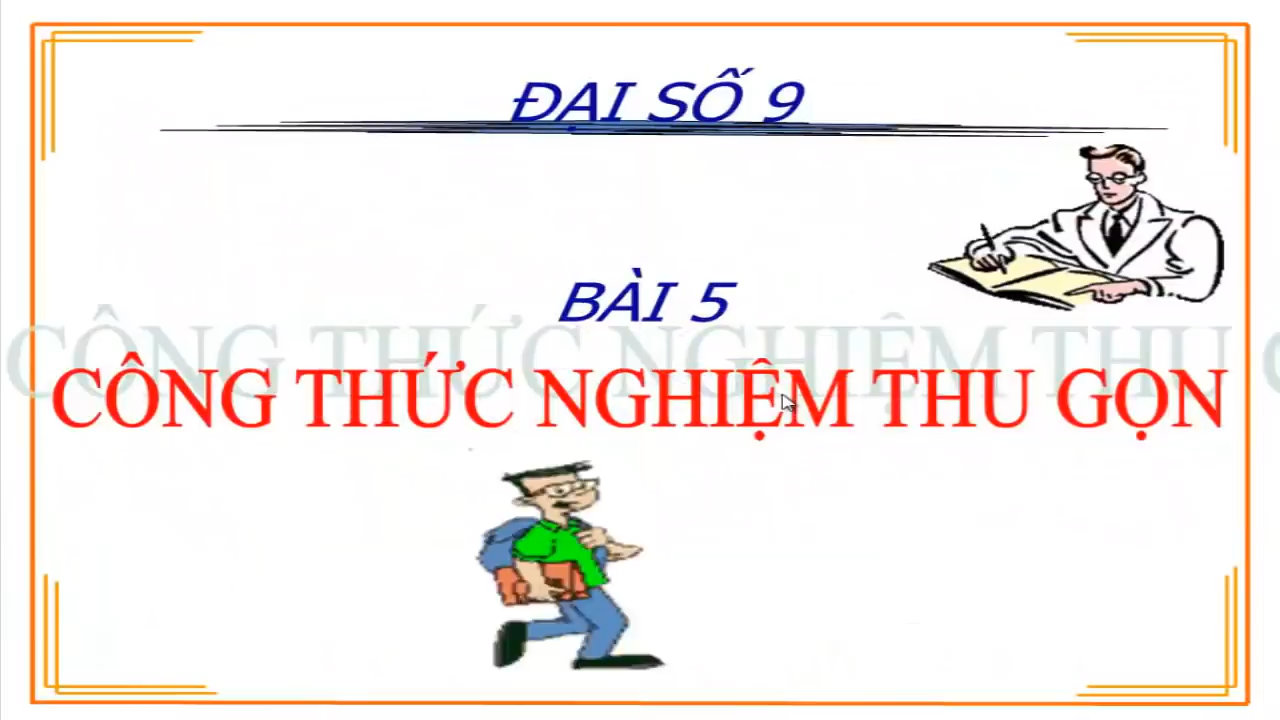 ĐẠI SỐ 9
BÀI 5
CÔNG THỨC NGHIỆM THU GỌN